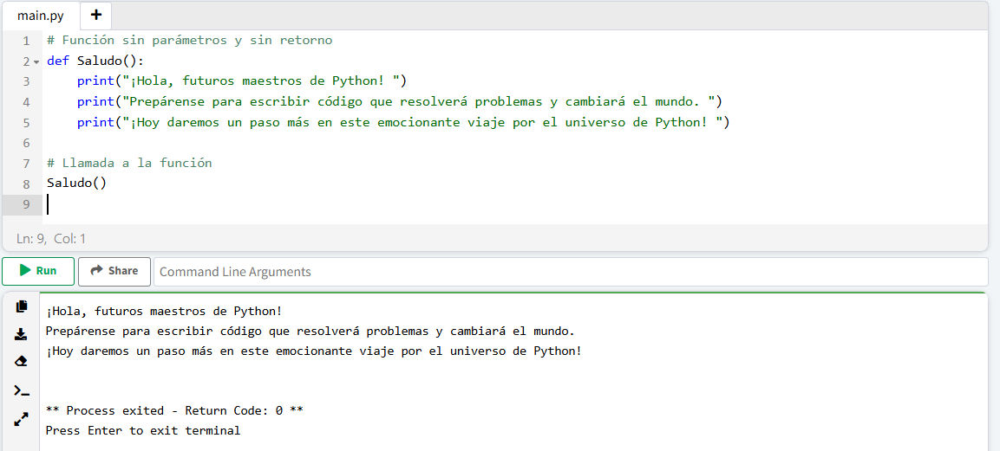 main.py +
1 # Función sin parámetros y sin retorno
2 def Saludo():
3     print("¡Hola, futuros maestros de Python! ")
4     print("Prepárense para escribir código que resolverá problemas y cambiará el mundo. ")
5     print("¡Hoy daremos un paso más en este emocionante viaje por el universo de Python! ")
6
7 # Llamada a la función
8 Saludo()
9
Ln: 9, Col: 1
Run Share Command Line Arguments
¡Hola, futuros maestros de Python!
Prepárense para escribir código que resolverá problemas y cambiará el mundo.
¡Hoy daremos un paso más en este emocionante viaje por el universo de Python!
** Process exited - Return Code: 0 **
Press Enter to exit terminal